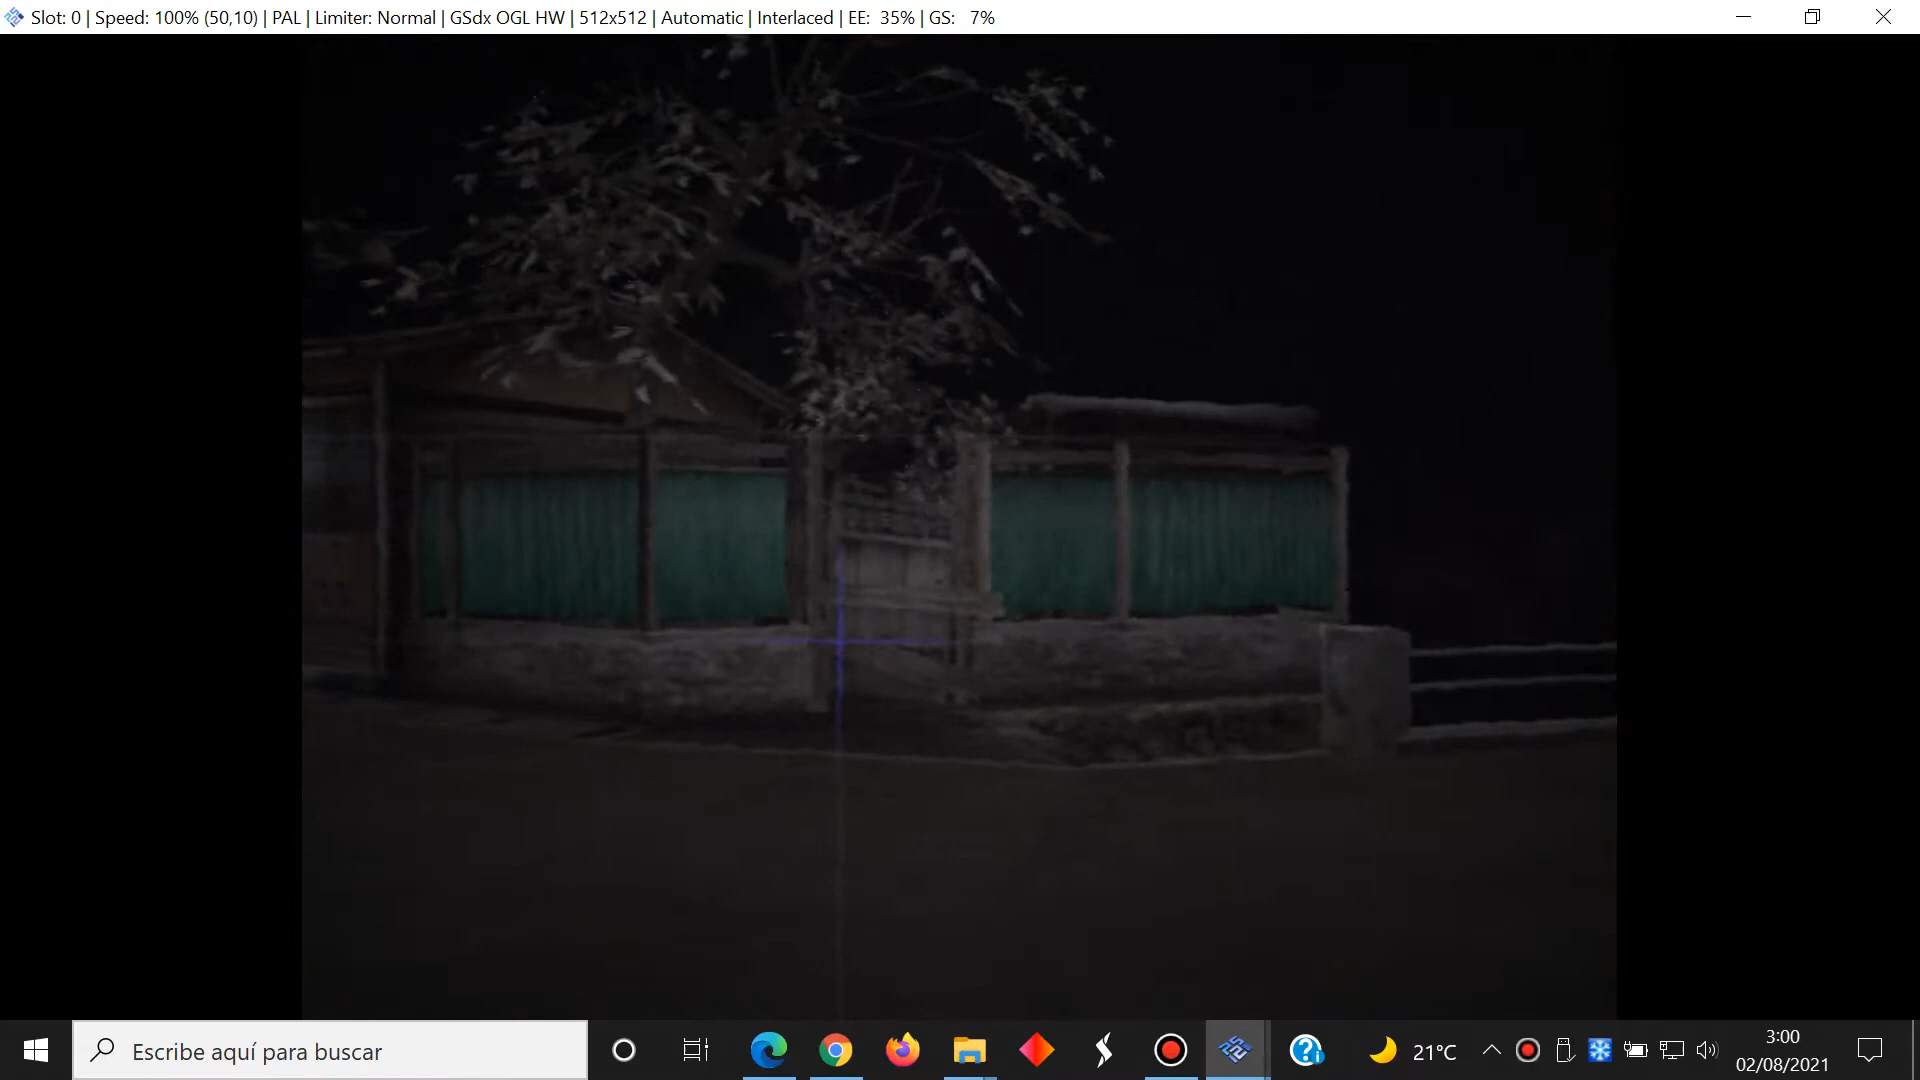 Slot: 0 | Speed: 100% (50,10) | PAL | Limiter: Normal | GSdx OGL HW | 512x512 | Automatic | Interlaced | EE:  35% | GS:   7%
Escribe aquí para buscar
21°C
3:00
02/08/2021